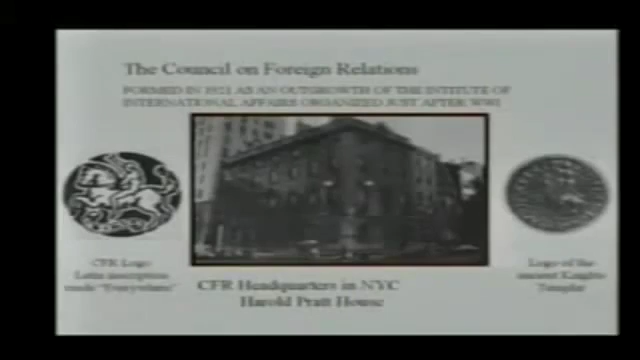 The Council on Foreign Relations
FORMED IN 1921 AS AN OUTGROWTH OF THE INTITUTE OF
INTERNATIONAL AFFAIRS ORGANIZED JUST AFTER WWI
CFR Logo
Latin inscription
reads "Everywhere"
CFR Headquarters in NYC
Harold Pratt House
Logo of the
ancient Knights
Templar